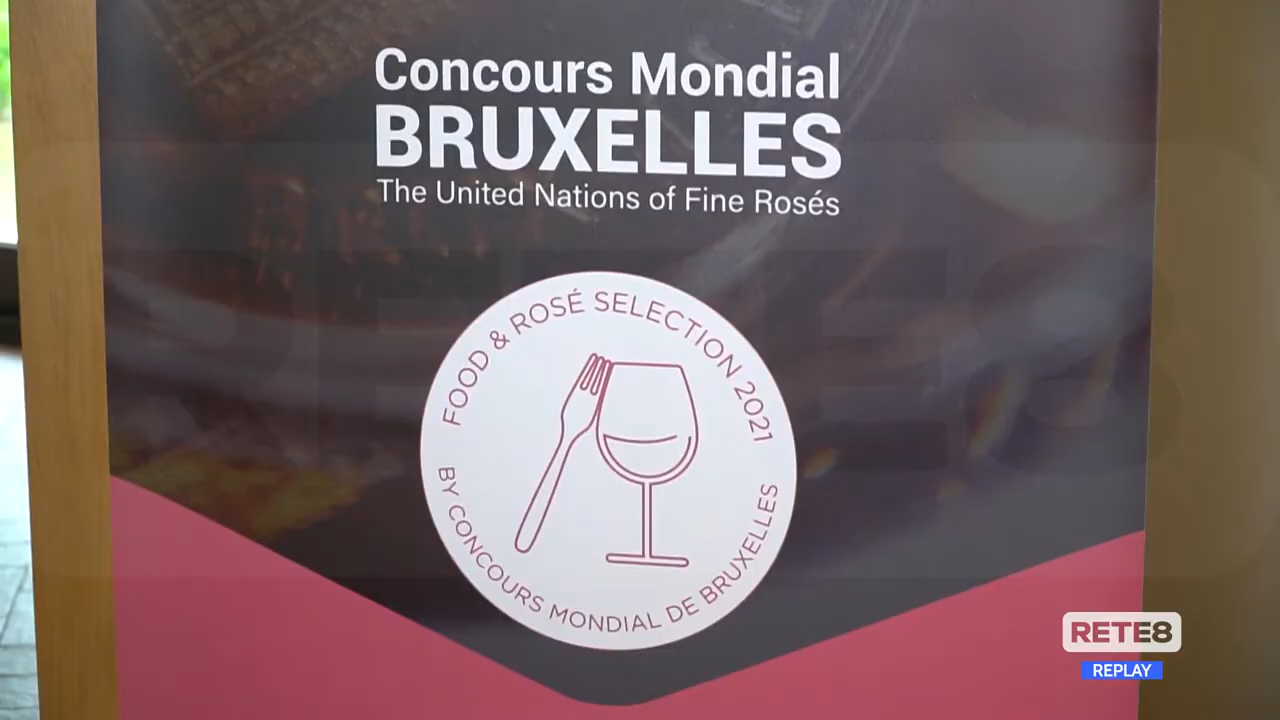 Concours Mondial
BRUXELLES
The United Nations of Fine Rosés
FOOD & ROSÉ SELECTION 2021
BY CONCOURS MONDIAL DE BRUXELLES
RETE8
REPLAY